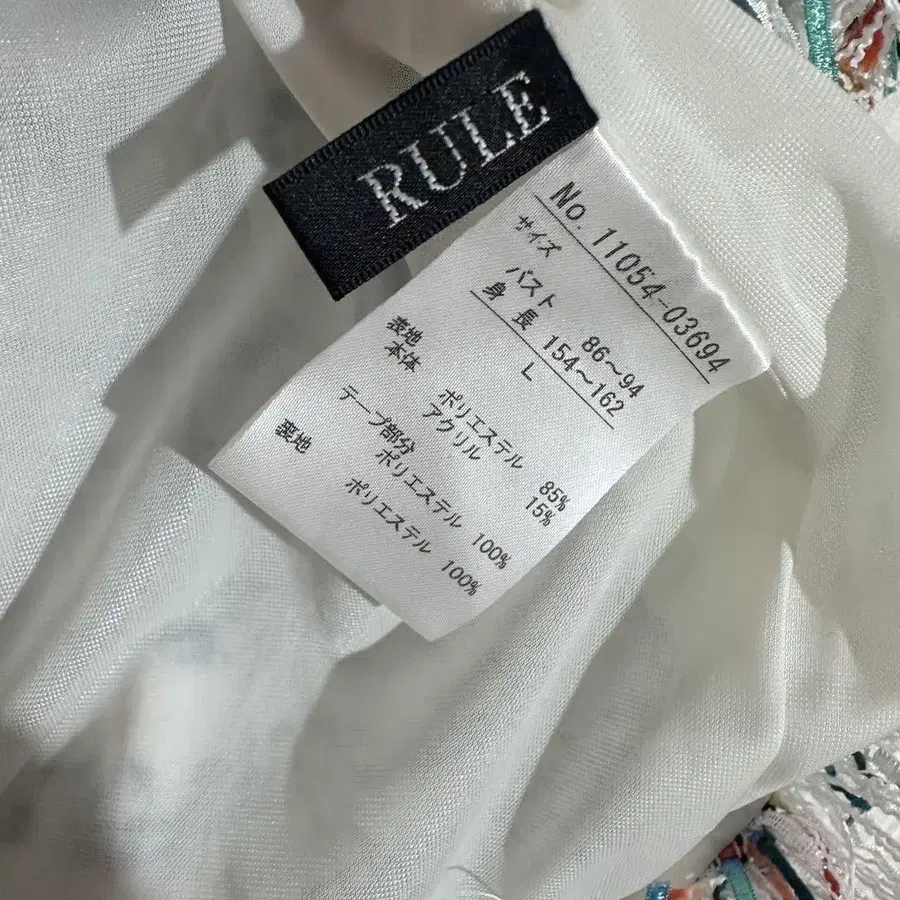 RULE
No. 11054-03694
サイズ
バスト 86～94
身長 154～162
L
表地
本体
ポリエステル 85%
アクリル 15%
テープ部分
ポリエステル 100%
裏地
ポリエステル 100%